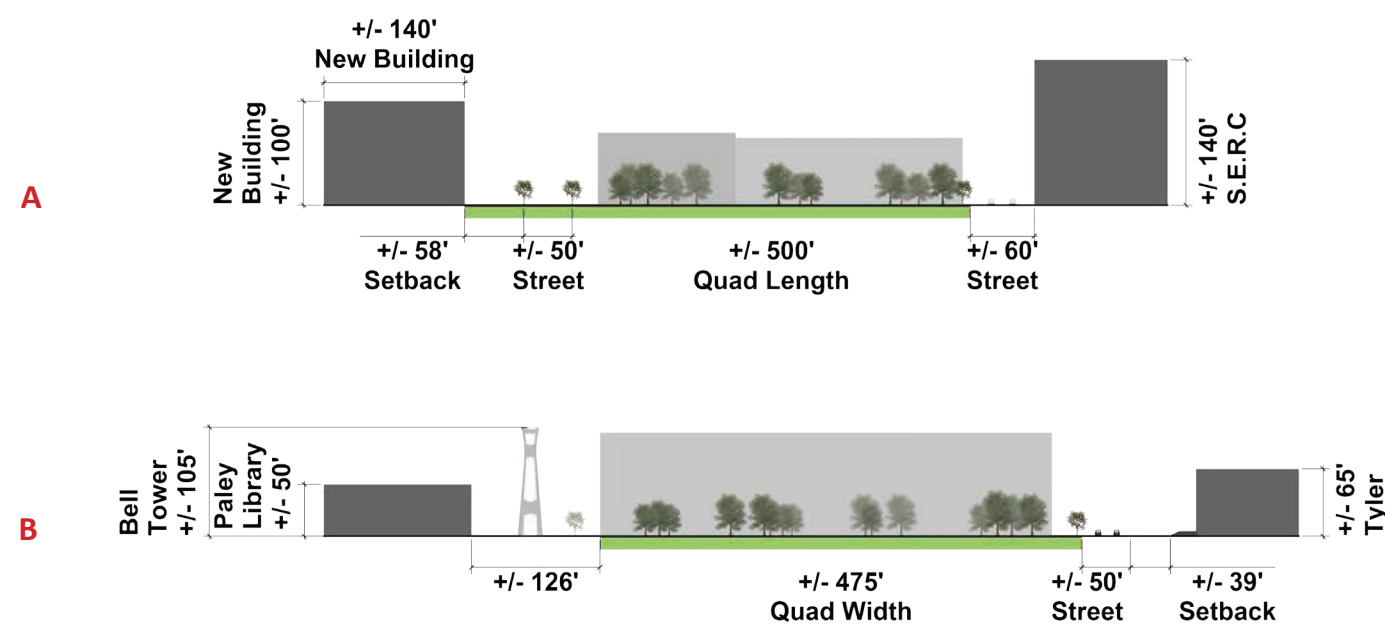 +/- 140'
New Building
New
Building
+/- 100'
+/- 140'
S.E.R.C
A
+/- 58'
Setback
+/- 50'
Street
+/- 500'
Quad Length
+/- 60'
Street
Bell
Tower
+/- 105'
Paley
Library
+/- 50'
+/- 65'
Tyler
B
+/- 126'
+/- 475'
Quad Width
+/- 50'
Street
+/- 39'
Setback